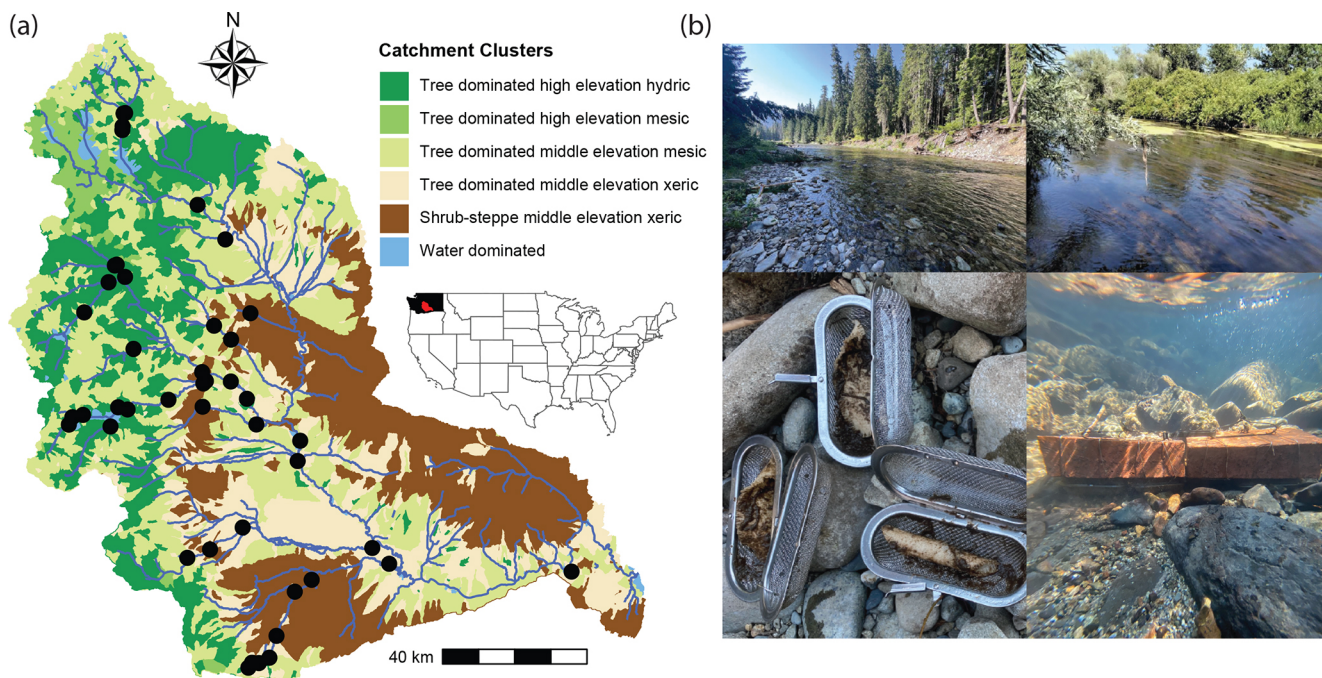 (a)
N
Catchment Clusters
Tree dominated high elevation hydric
Tree dominated high elevation mesic
Tree dominated middle elevation mesic
Tree dominated middle elevation xeric
Shrub-steppe middle elevation xeric
Water dominated
40 km
(b)